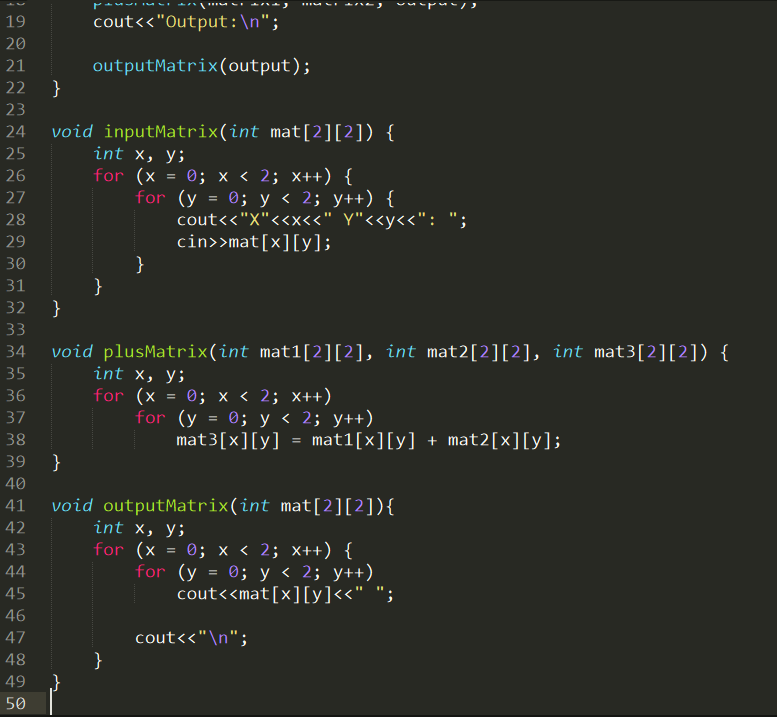 19 cout<<"Output:\n";
20
21 outputMatrix(output);
22 }
23
24 void inputMatrix(int mat[2][2]) {
25 int x, y;
26 for (x = 0; x < 2; x++) {
27 for (y = 0; y < 2; y++) {
28 cout<<"X"<<x<<" Y"<<y<<": ";
29 cin>>mat[x][y];
30 }
31 }
32 }
33
34 void plusMatrix(int mat1[2][2], int mat2[2][2], int mat3[2][2]) {
35 int x, y;
36 for (x = 0; x < 2; x++)
37 for (y = 0; y < 2; y++)
38 mat3[x][y] = mat1[x][y] + mat2[x][y];
39 }
40
41 void outputMatrix(int mat[2][2]){
42 int x, y;
43 for (x = 0; x < 2; x++) {
44 for (y = 0; y < 2; y++)
45 cout<<mat[x][y]<<" ";
46
47 cout<<"\n";
48 }
49 }
50